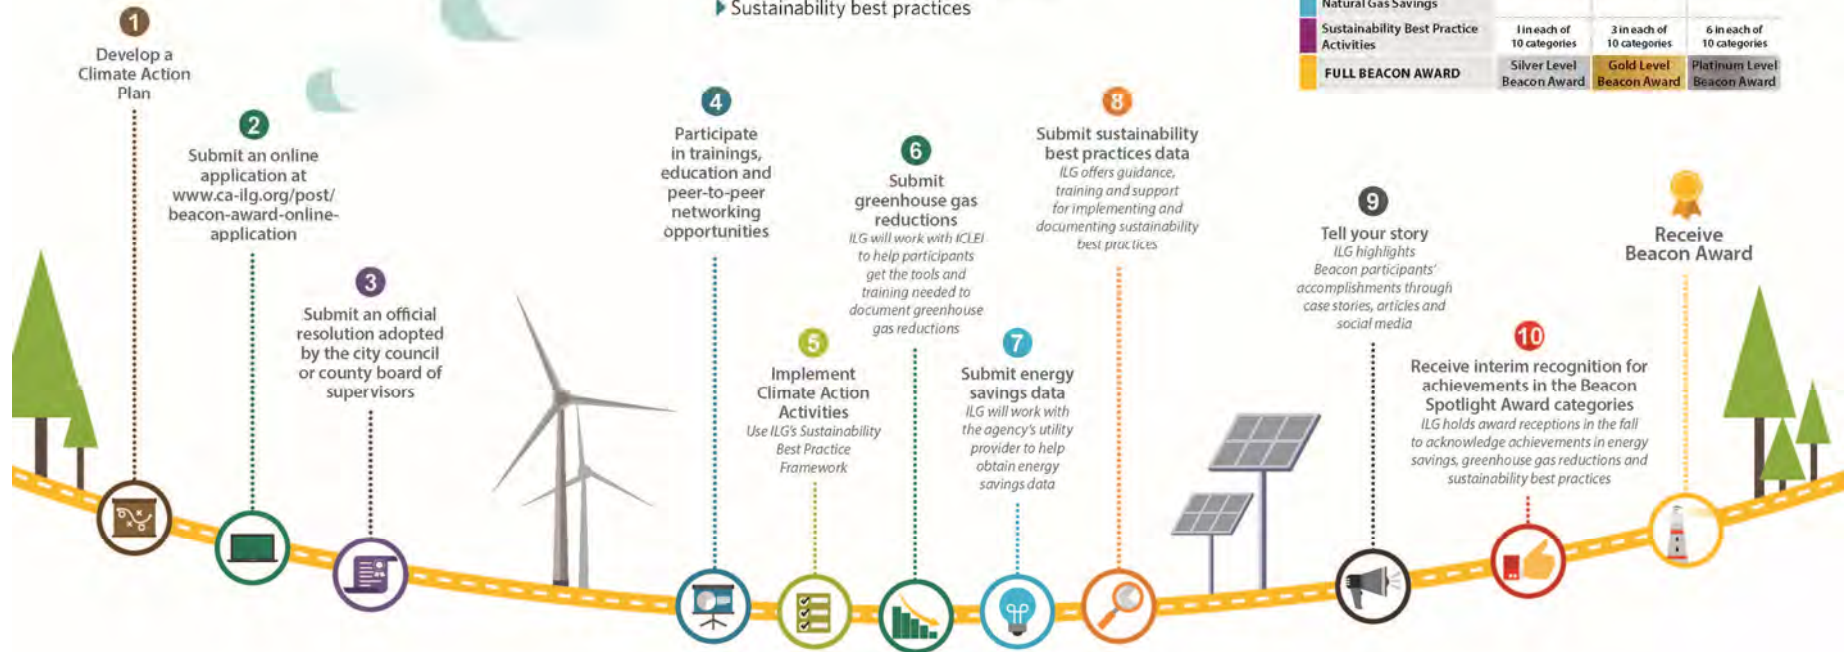 ▶ Sustainability best practices
Natural Gas Savings
Sustainability Best Practice
Activities
1 in each of
10 categories
3 in each of
10 categories
6 in each of
10 categories
FULL BEACON AWARD
Silver Level
Beacon Award
Gold Level
Beacon Award
Platinum Level
Beacon Award
1
Develop a
Climate Action
Plan
2
Submit an online
application at
www.ca-ilg.org/post/
beacon-award-online-
application
3
Submit an official
resolution adopted
by the city council
or county board of
supervisors
4
Participate
in trainings,
education and
peer-to-peer
networking
opportunities
5
Implement
Climate Action
Activities
Use ILG's Sustainability
Best Practice
Framework
6
Submit
greenhouse gas
reductions
ILG will work with ICLEI
to help participants
get the tools and
training needed to
document greenhouse
gas reductions
7
Submit energy
savings data
ILG will work with
the agency's utility
provider to help
obtain energy
savings data
8
Submit sustainability
best practices data
ILG offers guidance,
training and support
for implementing and
documenting sustainability
best practices
9
Tell your story
ILG highlights
Beacon participants'
accomplishments through
case stories, articles and
social media
10
Receive interim recognition for
achievements in the Beacon
Spotlight Award categories
ILG holds award receptions in the fall
to acknowledge achievements in energy
savings, greenhouse gas reductions and
sustainability best practices
Receive
Beacon Award